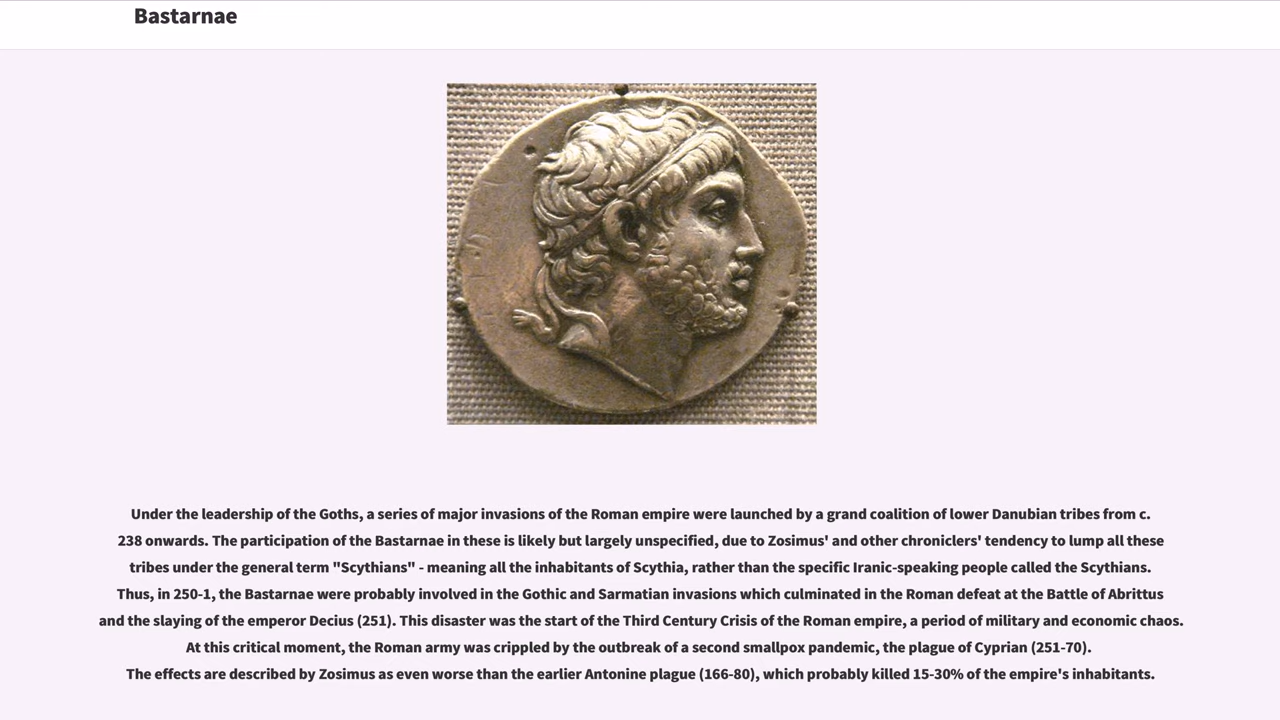 Bastarnae
Under the leadership of the Goths, a series of major invasions of the Roman empire were launched by a grand coalition of lower Danubian tribes from c.
238 onwards. The participation of the Bastarnae in these is likely but largely unspecified, due to Zosimus' and other chroniclers' tendency to lump all these
tribes under the general term "Scythians" - meaning all the inhabitants of Scythia, rather than the specific Iranic-speaking people called the Scythians.
Thus, in 250-1, the Bastarnae were probably involved in the Gothic and Sarmatian invasions which culminated in the Roman defeat at the Battle of Abrittus
and the slaying of the emperor Decius (251). This disaster was the start of the Third Century Crisis of the Roman empire, a period of military and economic chaos.
At this critical moment, the Roman army was crippled by the outbreak of a second smallpox pandemic, the plague of Cyprian (251-70).
The effects are described by Zosimus as even worse than the earlier Antonine plague (166-80), which probably killed 15-30% of the empire's inhabitants.